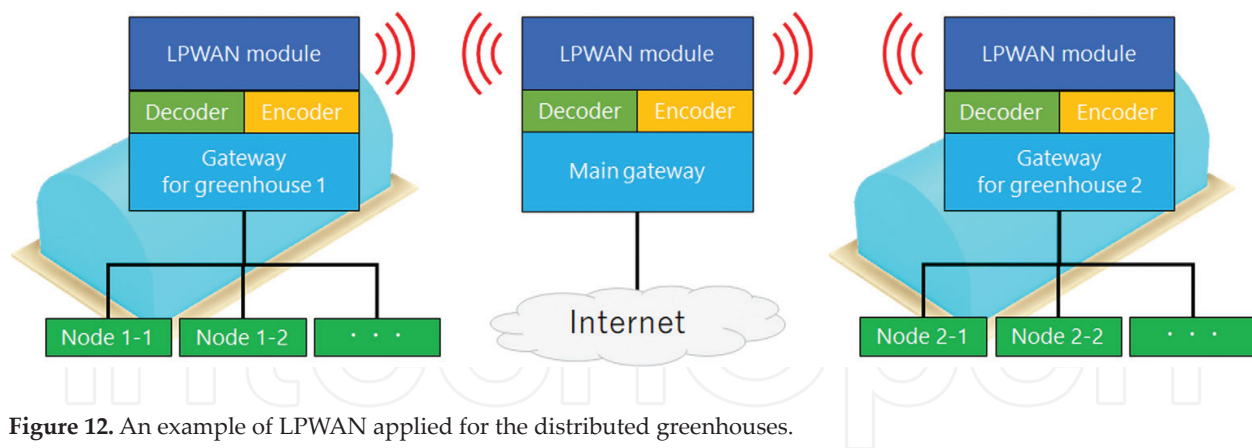 LPWAN module
Decoder
Encoder
Gateway
for greenhouse 1
Node 1-1
Node 1-2
· · ·
LPWAN module
Decoder
Encoder
Main gateway
Internet
LPWAN module
Decoder
Encoder
Gateway
for greenhouse 2
Node 2-1
Node 2-2
· · ·
intechopen
Figure 12. An example of LPWAN applied for the distributed greenhouses.